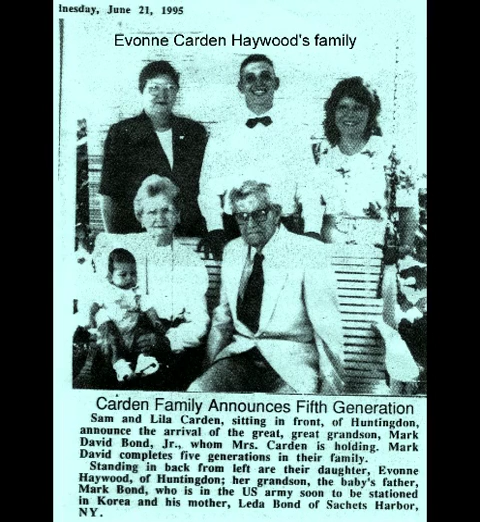 inesday, June 21, 1995
Evonne Carden Haywood's family
Carden Family Announces Fifth Generation
Sam and Lila Carden, sitting in front, of Huntingdon,
announce the arrival of the great, great grandson, Mark
David Bond, Jr., whom Mrs. Carden is holding. Mark
David completes five generations in their family.
Standing in back from left are their daughter, Evonne
Haywood, of Huntingdon; her grandson, the baby's father,
Mark Bond, who is in the US army soon to be stationed
in Korea and his mother, Leda Bond of Sachets Harbor,
NY.